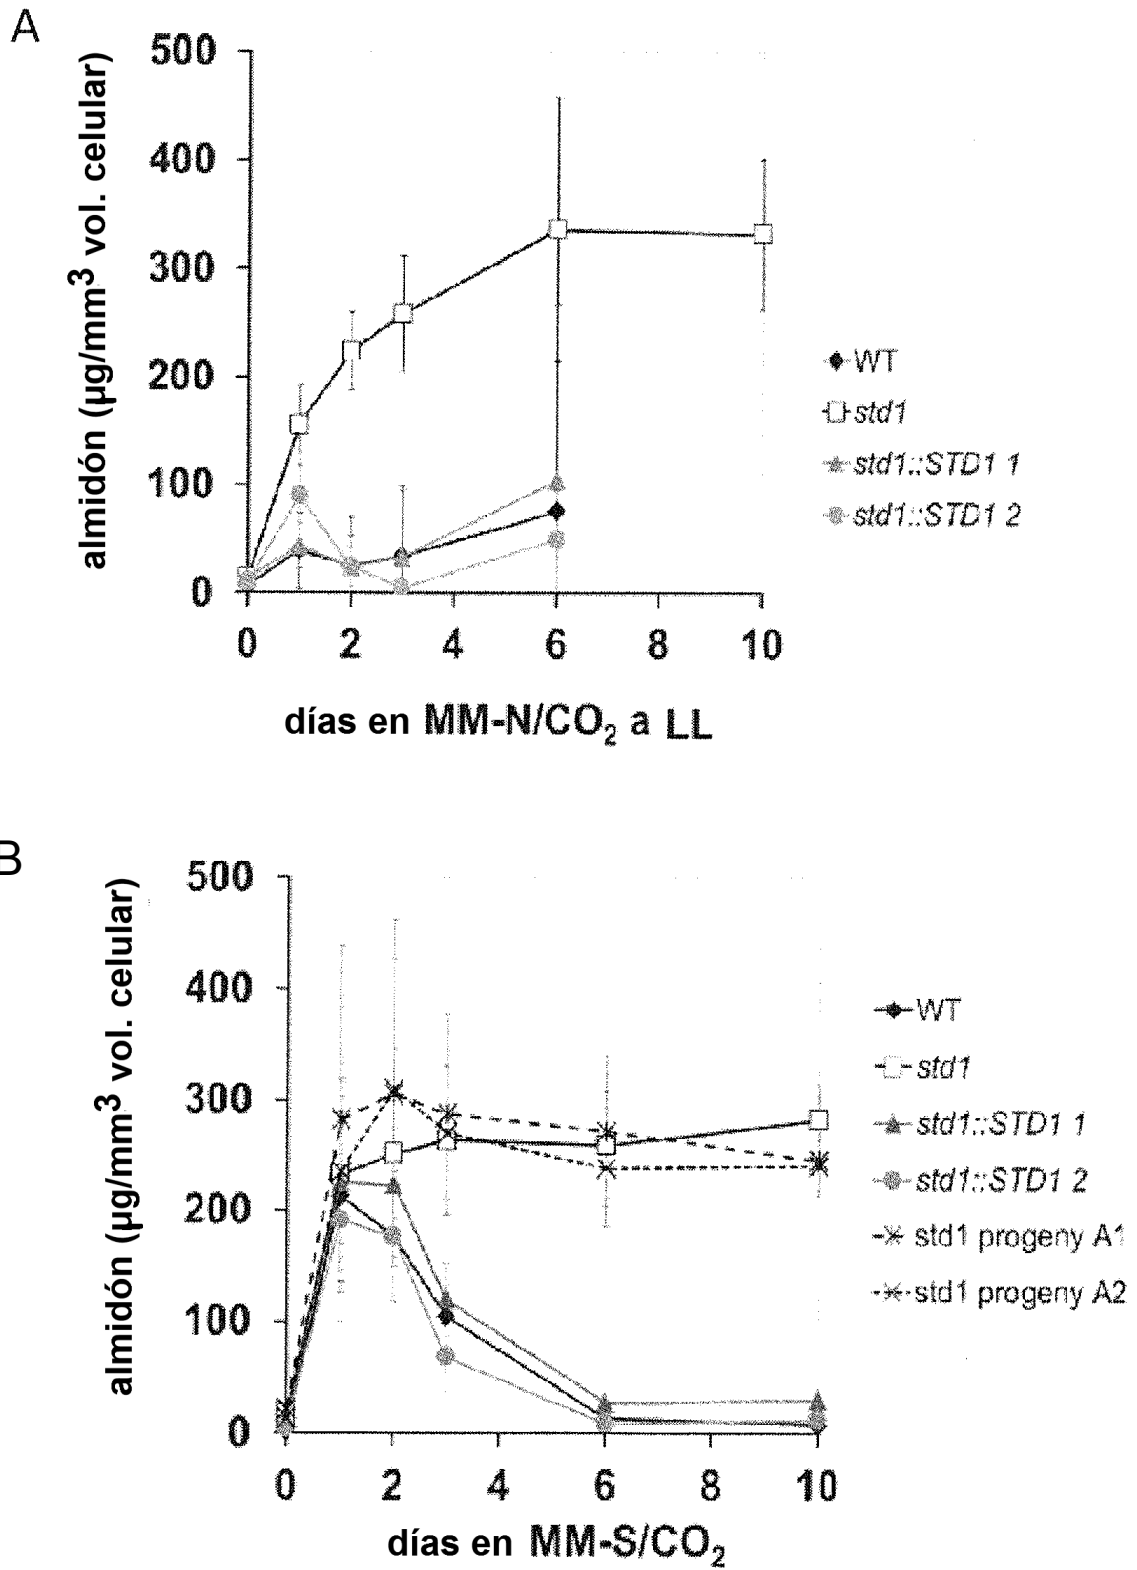 A
500
400
300
200
100
0
almidón (µg/mm³ vol. celular)
0 2 4 6 8 10
días en MM-N/CO₂ a LL
WT
std1
std1::STD1 1
std1::STD1 2
B
500
400
300
200
100
0
almidón (µg/mm³ vol. celular)
0 2 4 6 8 10
días en MM-S/CO₂
WT
std1
std1::STD1 1
std1::STD1 2
std1 progeny A1
std1 progeny A2